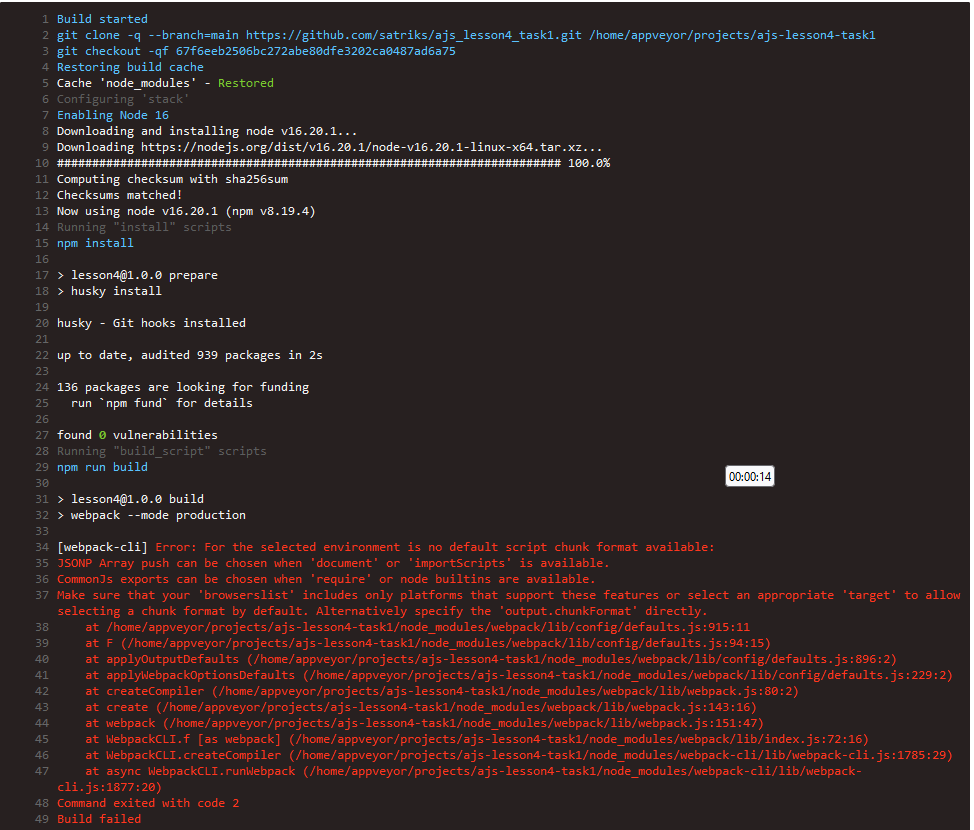 1 Build started
2 git clone -q --branch=main https://github.com/satriks/ajs_lesson4_task1.git /home/appveyor/projects/ajs-lesson4-task1
3 git checkout -qf 67f6eeb2506bc272abe80dfe3202ca0487ad6a75
4 Restoring build cache
5 Cache 'node_modules' - Restored
6 Configuring 'stack'
7 Enabling Node 16
8 Downloading and installing node v16.20.1...
9 Downloading https://nodejs.org/dist/v16.20.1/node-v16.20.1-linux-x64.tar.xz...
10 ######################################################################## 100.0%
11 Computing checksum with sha256sum
12 Checksums matched!
13 Now using node v16.20.1 (npm v8.19.4)
14 Running "install" scripts
15 npm install
16
17 > lesson4@1.0.0 prepare
18 > husky install
19
20 husky - Git hooks installed
21
22 up to date, audited 939 packages in 2s
23
24 136 packages are looking for funding
25   run `npm fund` for details
26
27 found 0 vulnerabilities
28 Running "build_script" scripts
29 npm run build
00:00:14
30
31 > lesson4@1.0.0 build
32 > webpack --mode production
33
34 [webpack-cli] Error: For the selected environment is no default script chunk format available:
35 JSONP Array push can be chosen when 'document' or 'importScripts' is available.
36 CommonJs exports can be chosen when 'require' or node builtins are available.
37 Make sure that your 'browserslist' includes only platforms that support these features or select an appropriate 'target' to allow
selecting a chunk format by default. Alternatively specify the 'output.chunkFormat' directly.
38     at /home/appveyor/projects/ajs-lesson4-task1/node_modules/webpack/lib/config/defaults.js:915:11
39     at F (/home/appveyor/projects/ajs-lesson4-task1/node_modules/webpack/lib/config/defaults.js:94:15)
40     at applyOutputDefaults (/home/appveyor/projects/ajs-lesson4-task1/node_modules/webpack/lib/config/defaults.js:896:2)
41     at applyWebpackOptionsDefaults (/home/appveyor/projects/ajs-lesson4-task1/node_modules/webpack/lib/config/defaults.js:229:2)
42     at createCompiler (/home/appveyor/projects/ajs-lesson4-task1/node_modules/webpack/lib/webpack.js:80:2)
43     at create (/home/appveyor/projects/ajs-lesson4-task1/node_modules/webpack/lib/webpack.js:143:16)
44     at webpack (/home/appveyor/projects/ajs-lesson4-task1/node_modules/webpack/lib/webpack.js:151:47)
45     at WebpackCLI.f [as webpack] (/home/appveyor/projects/ajs-lesson4-task1/node_modules/webpack/lib/index.js:72:16)
46     at WebpackCLI.createCompiler (/home/appveyor/projects/ajs-lesson4-task1/node_modules/webpack-cli/lib/webpack-cli.js:1785:29)
47     at async WebpackCLI.runWebpack (/home/appveyor/projects/ajs-lesson4-task1/node_modules/webpack-cli/lib/webpack-
cli.js:1877:20)
48 Command exited with code 2
49 Build failed